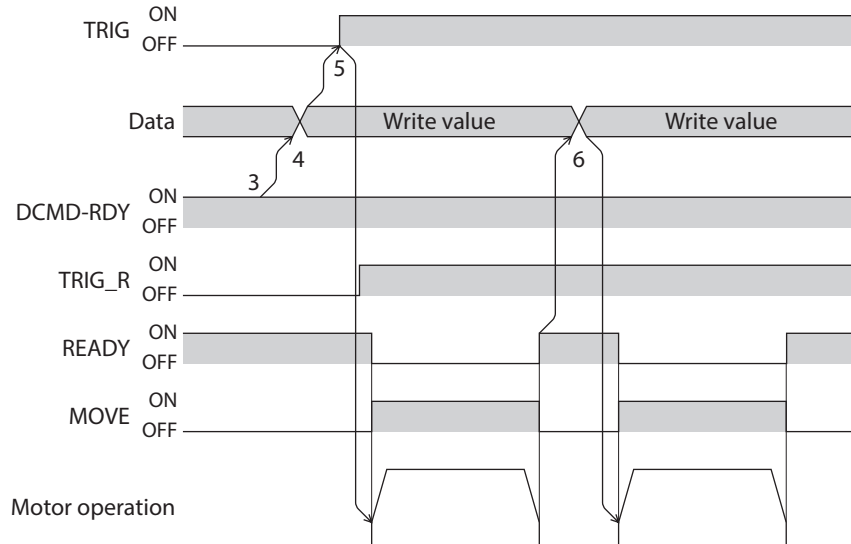 TRIG ON
OFF
5
Data Write value Write value
4 6
3
DCMD-RDY ON
OFF
TRIG_R ON
OFF
READY ON
OFF
MOVE ON
OFF
Motor operation